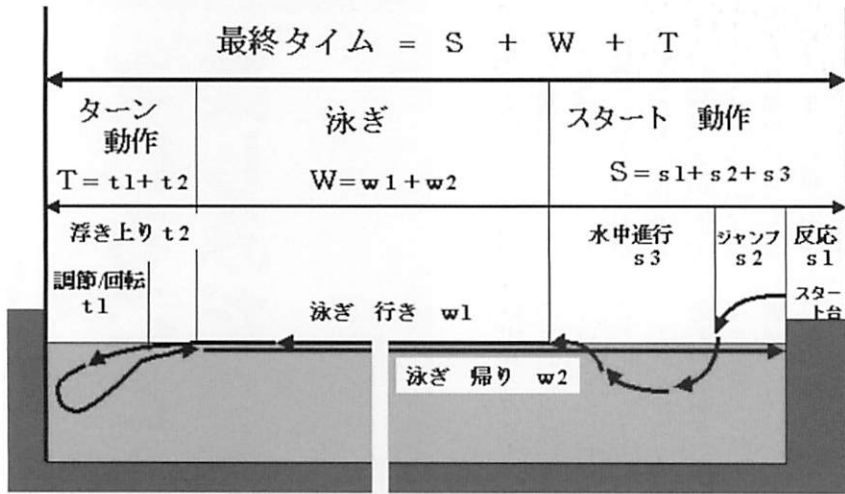 最終タイム = S + W + T
ターン
動作
T=t1+t2
泳ぎ
W=w1+w2
スタート 動作
S=s1+s2+s3
浮き上り t2
調節/回転
t1
水中進行
s3
ジャンプ
s2
反応
s1
スター
ト台
泳ぎ 行き w1
泳ぎ 帰り w2